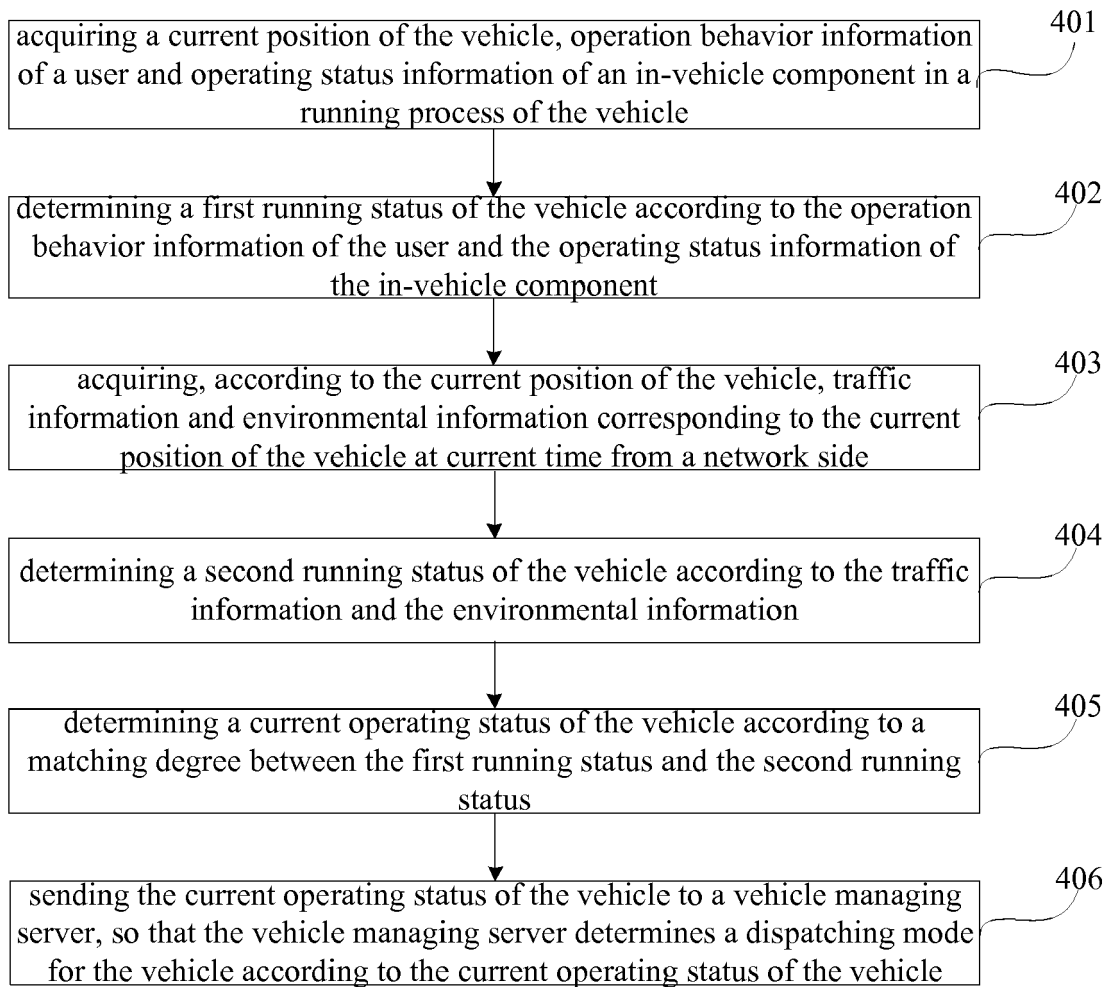 acquiring a current position of the vehicle, operation behavior information
of a user and operating status information of an in-vehicle component in a
running process of the vehicle
401
determining a first running status of the vehicle according to the operation
behavior information of the user and the operating status information of
the in-vehicle component
402
acquiring, according to the current position of the vehicle, traffic
information and environmental information corresponding to the current
position of the vehicle at current time from a network side
403
determining a second running status of the vehicle according to the traffic
information and the environmental information
404
determining a current operating status of the vehicle according to a
matching degree between the first running status and the second running
status
405
sending the current operating status of the vehicle to a vehicle managing
server, so that the vehicle managing server determines a dispatching mode
for the vehicle according to the current operating status of the vehicle
406